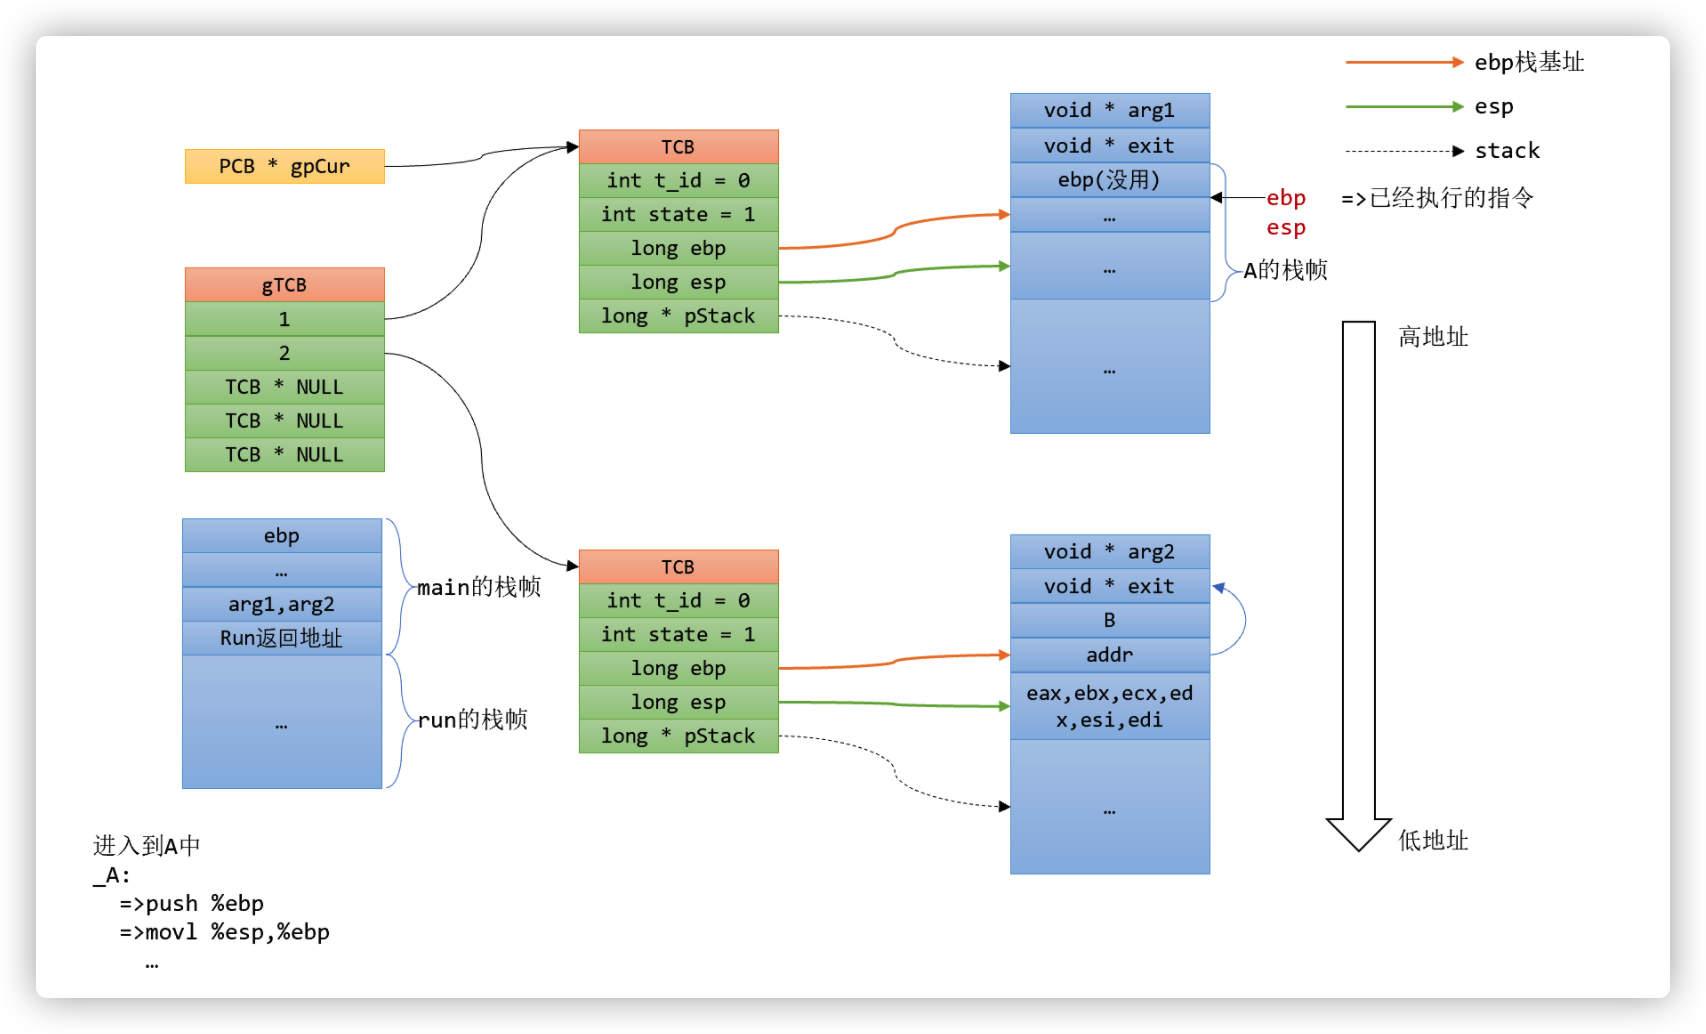 ebp栈基址
esp
stack
PCB * gpCur
TCB
int t_id = 0
int state = 1
long ebp
long esp
long * pStack
void * arg1
void * exit
ebp(没用)
…
…
…
ebp
esp
=>已经执行的指令
A的栈帧
gTCB
1
2
TCB * NULL
TCB * NULL
TCB * NULL
高地址
低地址
ebp
…
arg1,arg2
Run返回地址
…
main的栈帧
run的栈帧
TCB
int t_id = 0
int state = 1
long ebp
long esp
long * pStack
void * arg2
void * exit
B
addr
eax,ebx,ecx,ed
x,esi,edi
…
进入到A中
_A:
=>push %ebp
=>movl %esp,%ebp
…